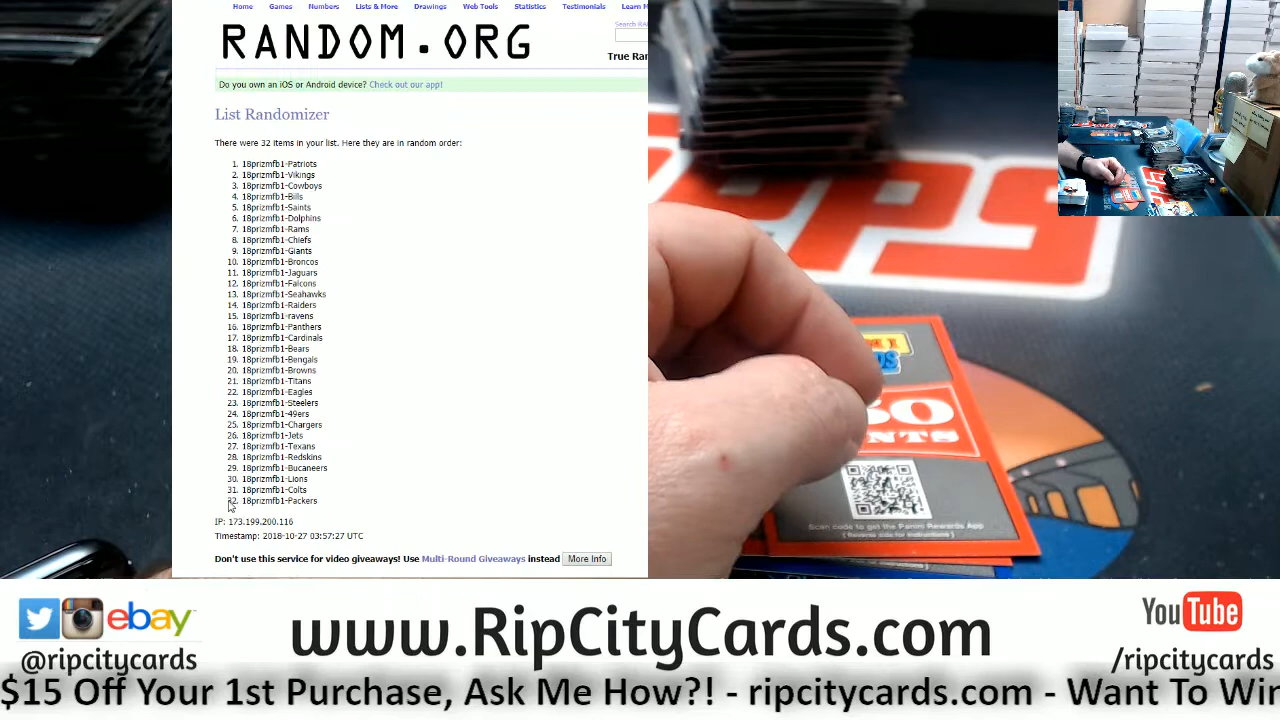 Home Games Numbers Lists & More Drawings Web Tools Statistics Testimonials Learn M
RANDOM.ORG
Search RA
True Ran
Do you own an iOS or Android device? Check out our app!
List Randomizer
There were 32 items in your list. Here they are in random order:
1. 18prizmfb1-Patriots
2. 18prizmfb1-Vikings
3. 18prizmfb1-Cowboys
4. 18prizmfb1-Bills
5. 18prizmfb1-Saints
6. 18prizmfb1-Dolphins
7. 18prizmfb1-Rams
8. 18prizmfb1-Chiefs
9. 18prizmfb1-Giants
10. 18prizmfb1-Broncos
11. 18prizmfb1-Jaguars
12. 18prizmfb1-Falcons
13. 18prizmfb1-Seahawks
14. 18prizmfb1-Raiders
15. 18prizmfb1-ravens
16. 18prizmfb1-Panthers
17. 18prizmfb1-Cardinals
18. 18prizmfb1-Bears
19. 18prizmfb1-Bengals
20. 18prizmfb1-Browns
21. 18prizmfb1-Titans
22. 18prizmfb1-Eagles
23. 18prizmfb1-Steelers
24. 18prizmfb1-49ers
25. 18prizmfb1-Chargers
26. 18prizmfb1-Jets
27. 18prizmfb1-Texans
28. 18prizmfb1-Redskins
29. 18prizmfb1-Bucaneers
30. 18prizmfb1-Lions
31. 18prizmfb1-Colts
32. 18prizmfb1-Packers
IP: 173.199.200.116
Timestamp: 2018-10-27 03:57:27 UTC
Don't use this service for video giveaways! Use Multi-Round Giveaways instead More Info
Scan code to get the Panini Rewards App
(Reverse side for instructions)
ebay
@ripcitycards
www.RipCityCards.com
YouTube
/ripcitycards
$15 Off Your 1st Purchase, Ask Me How?! - ripcitycards.com - Want To Win